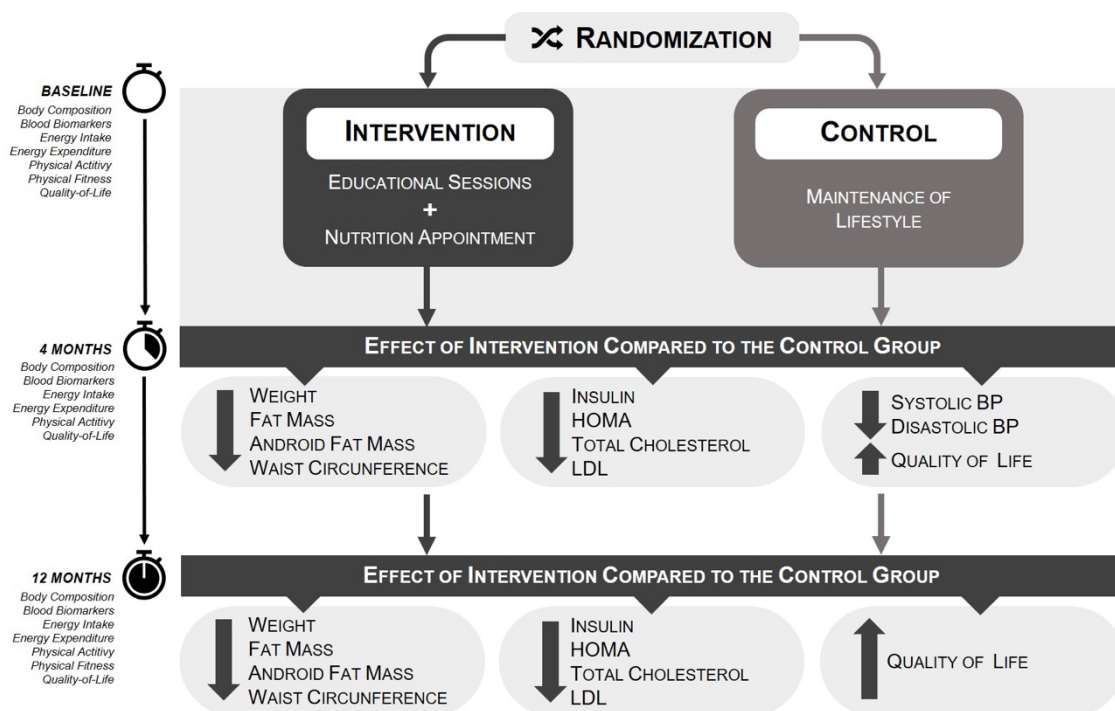 RANDOMIZATION
BASELINE
Body Composition
Blood Biomarkers
Energy Intake
Energy Expenditure
Physical Actitivy
Physical Fitness
Quality-of-Life
INTERVENTION
EDUCATIONAL SESSIONS
+
NUTRITION APPOINTMENT
CONTROL
MAINTENANCE OF
LIFESTYLE
4 MONTHS
Body Composition
Blood Biomarkers
Energy Intake
Energy Expenditure
Physical Actitivy
Quality-of-Life
EFFECT OF INTERVENTION COMPARED TO THE CONTROL GROUP
WEIGHT
FAT MASS
ANDROID FAT MASS
WAIST CIRCUNFERENCE
INSULIN
HOMA
TOTAL CHOLESTEROL
LDL
SYSTOLIC BP
DISASTOLIC BP
QUALITY OF LIFE
12 MONTHS
Body Composition
Blood Biomarkers
Energy Intake
Energy Expenditure
Physical Actitivy
Physical Fitness
Quality-of-Life
EFFECT OF INTERVENTION COMPARED TO THE CONTROL GROUP
WEIGHT
FAT MASS
ANDROID FAT MASS
WAIST CIRCUNFERENCE
INSULIN
HOMA
TOTAL CHOLESTEROL
LDL
QUALITY OF LIFE